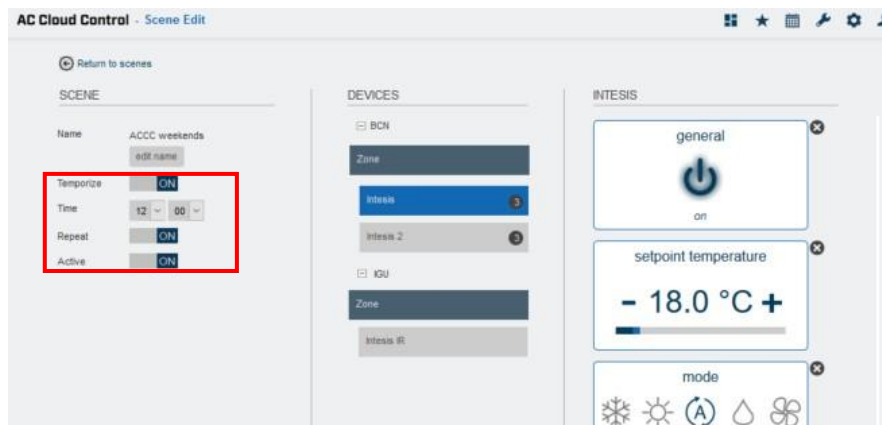 AC Cloud Control - Scene Edit
Return to scenes
SCENE
Name ACCC weekends
edit name
Temporize ON
Time 12 00
Repeat ON
Active ON
DEVICES
BCN
Zone
Intesis 3
Intesis 2 3
IGU
Zone
Intesis IR
INTESIS
general
on
setpoint temperature
- 18.0 °C +
mode
A